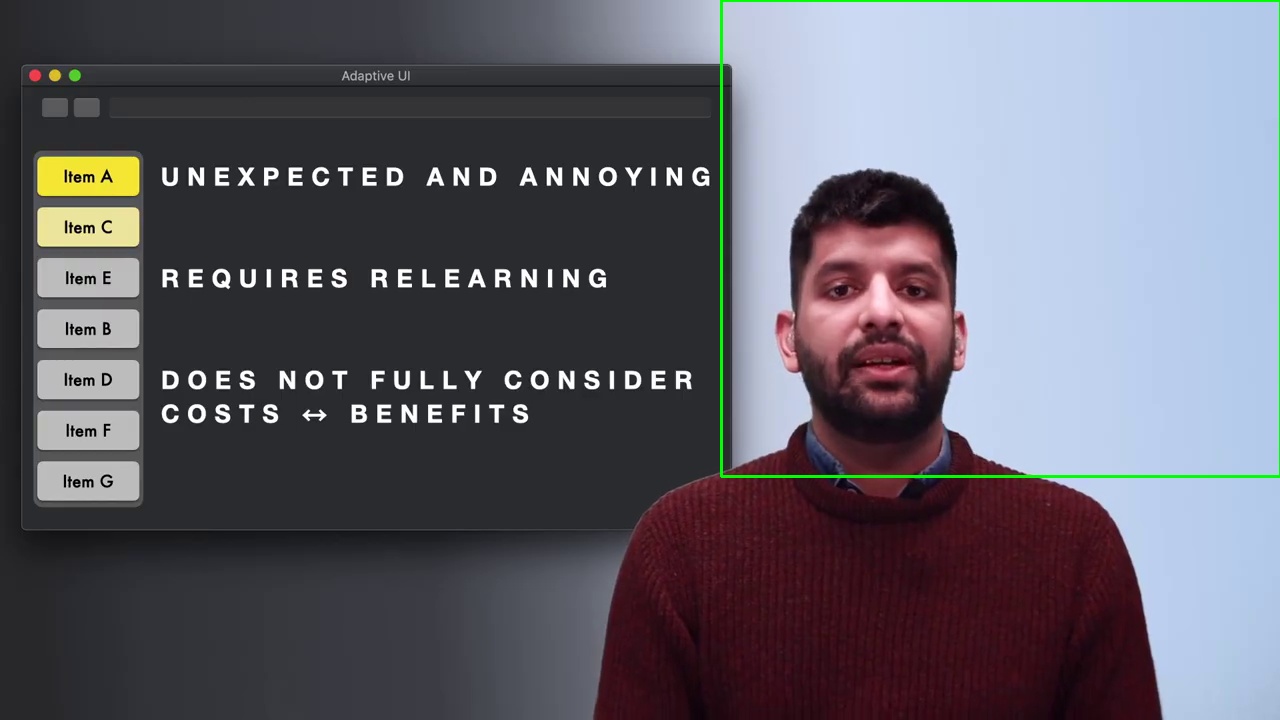 Adaptive UI
Item A
UNEXPECTED AND ANNOYING
Item C
Item E
REQUIRES RELEARNING
Item B
Item D
DOES NOT FULLY CONSIDER
COSTS ↔ BENEFITS
Item F
Item G